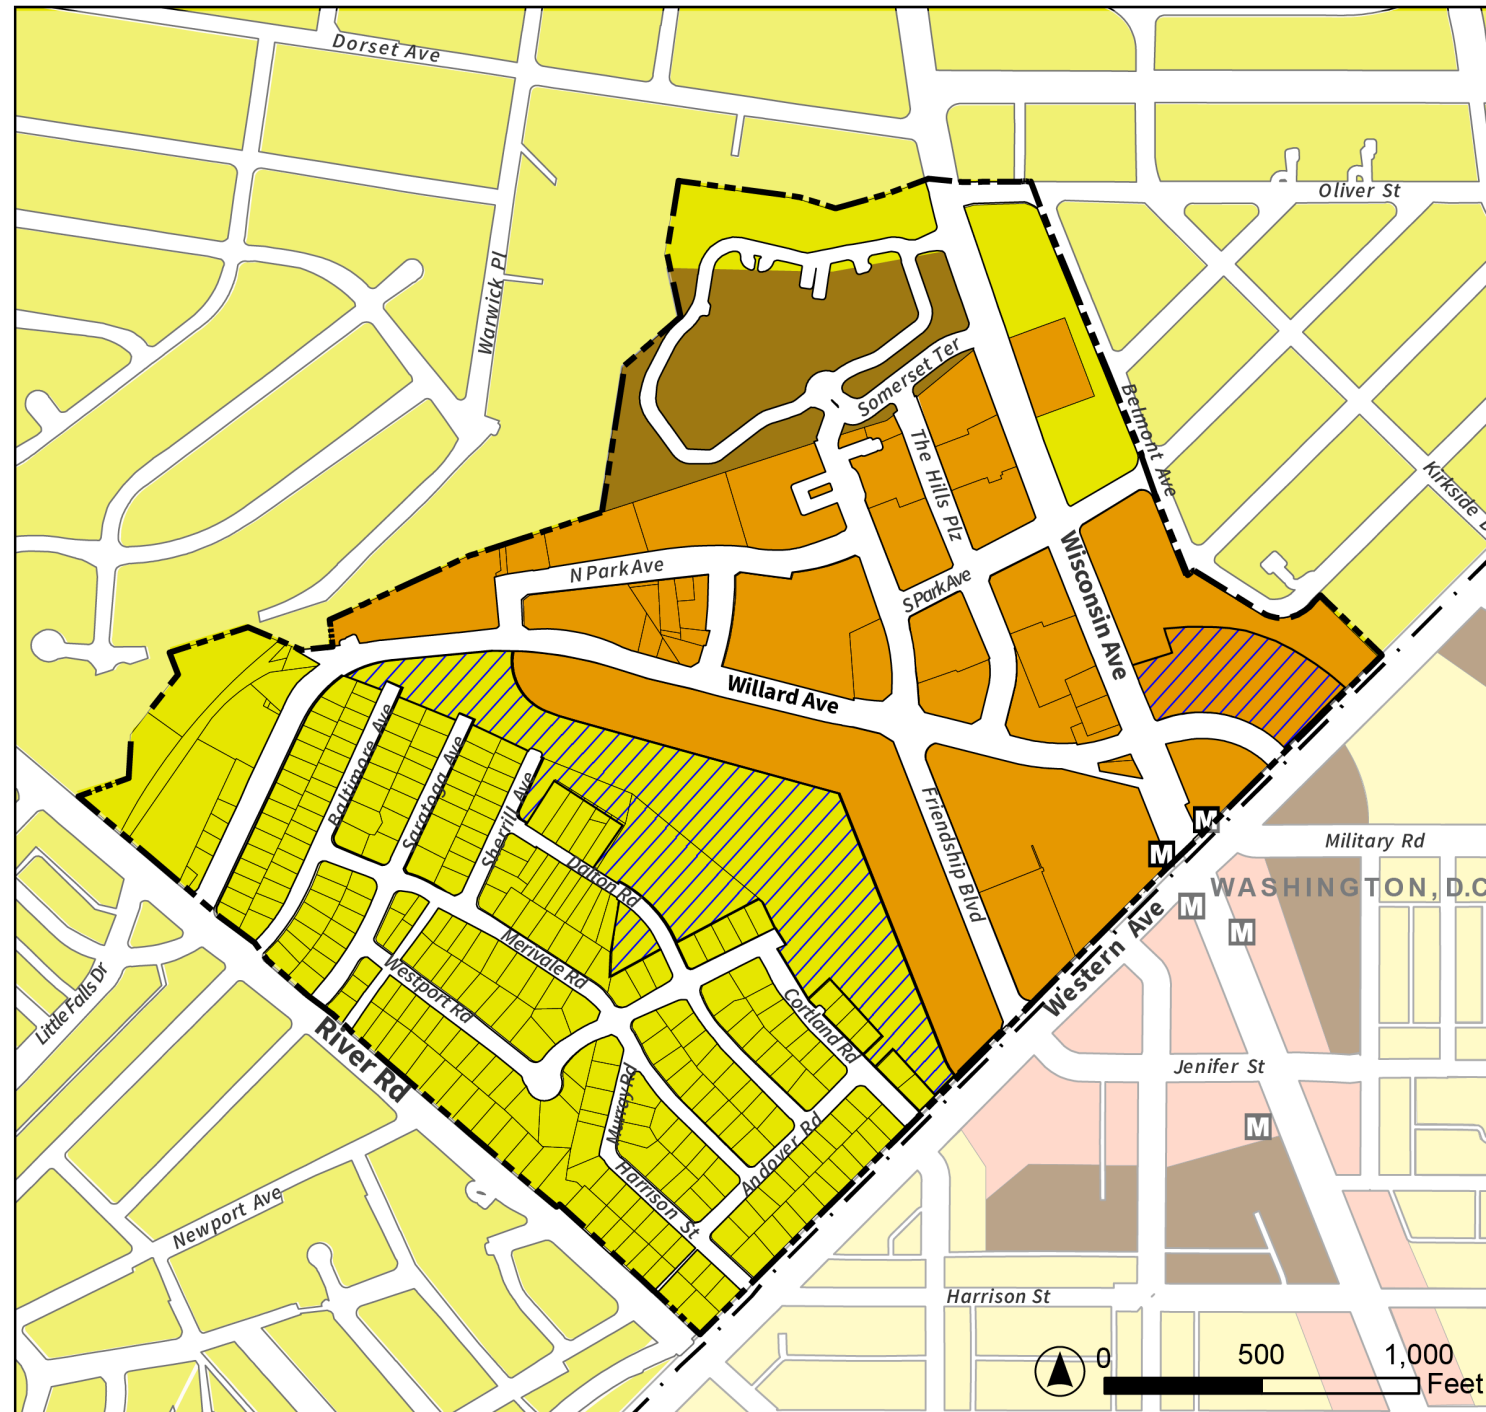 Dorset Ave
Oliver St
Warwick Pl
Somerset Ter
Belmont Ave
The Hills Plz
Kirkside D
N Park Ave
S Park Ave
Wisconsin Ave
Willard Ave
Baltimore Ave
Saratoga Ave
Sherrill Ave
Friendship Blvd
M
M
Military Rd
WASHINGTON, D.C
M
M
Dalton Rd
Western Ave
Merivale Rd
Westport Rd
Little Falls Dr
Cortland Rd
River Rd
Jenifer St
Murray Rd
M
Andover Rd
Harrison St
Newport Ave
Harrison St
0 500 1,000
Feet